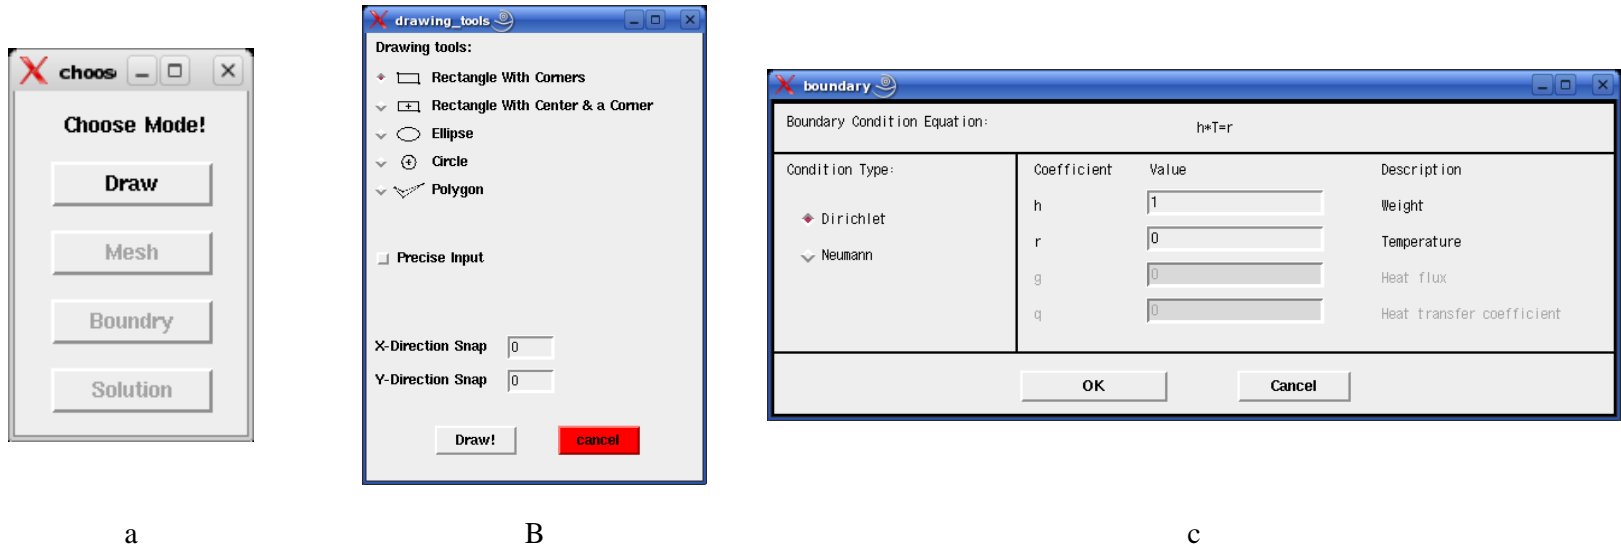 choos
Choose Mode!
Draw
Mesh
Boundry
Solution
a
drawing_tools
Drawing tools:
Rectangle With Corners
Rectangle With Center & a Corner
Ellipse
Circle
Polygon
Precise Input
X-Direction Snap 0
Y-Direction Snap 0
Draw! cancel
B
boundary
Boundary Condition Equation: h*T=r
Condition Type:
Dirichlet
Neumann
Coefficient Value Description
h 1 Weight
r 0 Temperature
g 0 Heat flux
q 0 Heat transfer coefficient
OK Cancel
c